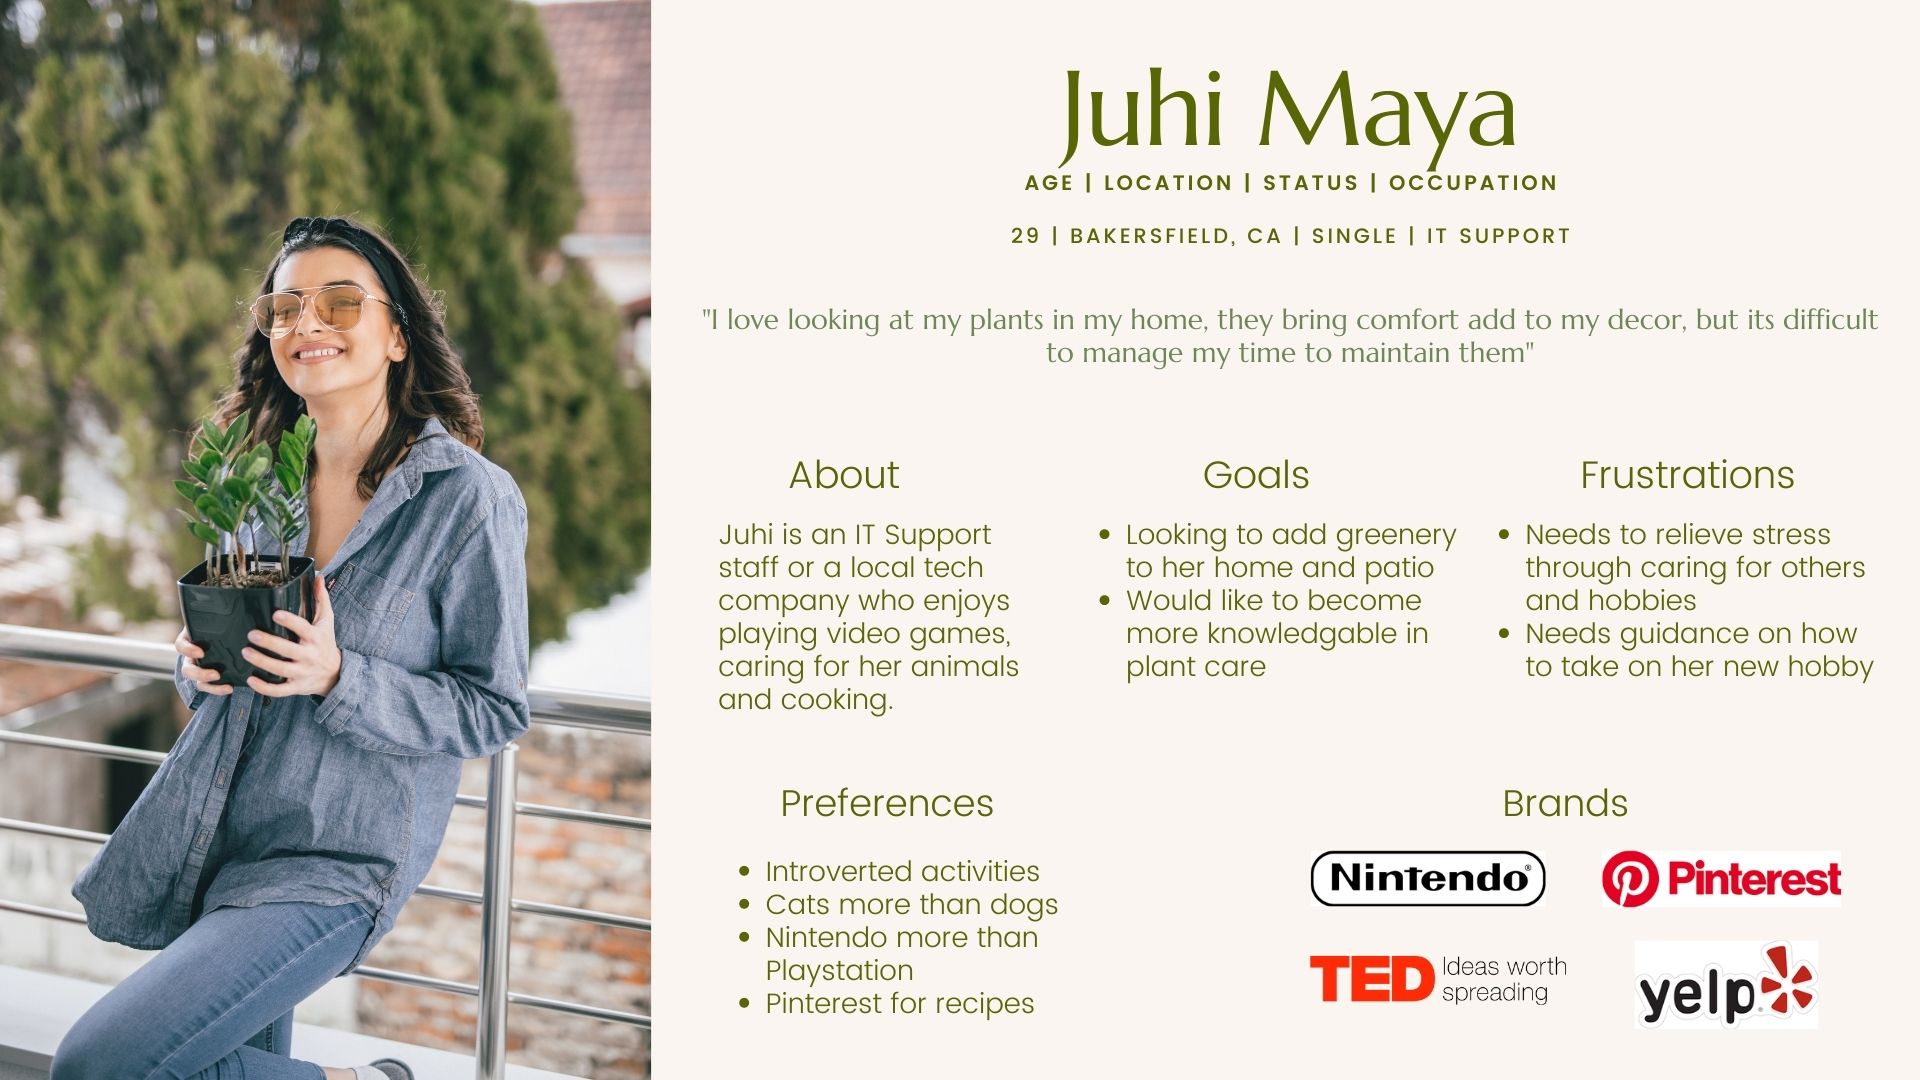 Juhi Maya
AGE | LOCATION | STATUS | OCCUPATION
29 | BAKERSFIELD, CA | SINGLE | IT SUPPORT
"I love looking at my plants in my home, they bring comfort add to my decor, but its difficult
to manage my time to maintain them"
About
Juhi is an IT Support
staff or a local tech
company who enjoys
playing video games,
caring for her animals
and cooking.
Goals
• Looking to add greenery
to her home and patio
• Would like to become
more knowledgable in
plant care
Frustrations
• Needs to relieve stress
through caring for others
and hobbies
• Needs guidance on how
to take on her new hobby
Preferences
• Introverted activities
• Cats more than dogs
• Nintendo more than
Playstation
• Pinterest for recipes
Brands
Nintendo®
Pinterest
TED Ideas worth
spreading
yelp